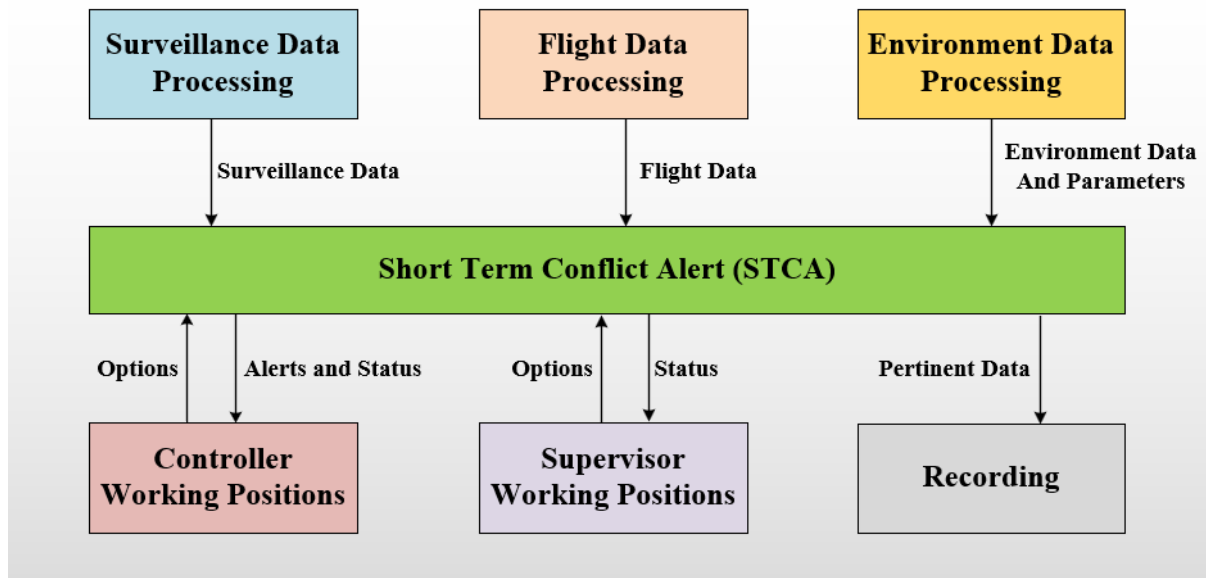 Surveillance Data
Processing
Flight Data
Processing
Environment Data
Processing
Surveillance Data
Flight Data
Environment Data
And Parameters
Short Term Conflict Alert (STCA)
Options
Alerts and Status
Options
Status
Pertinent Data
Controller
Working Positions
Supervisor
Working Positions
Recording